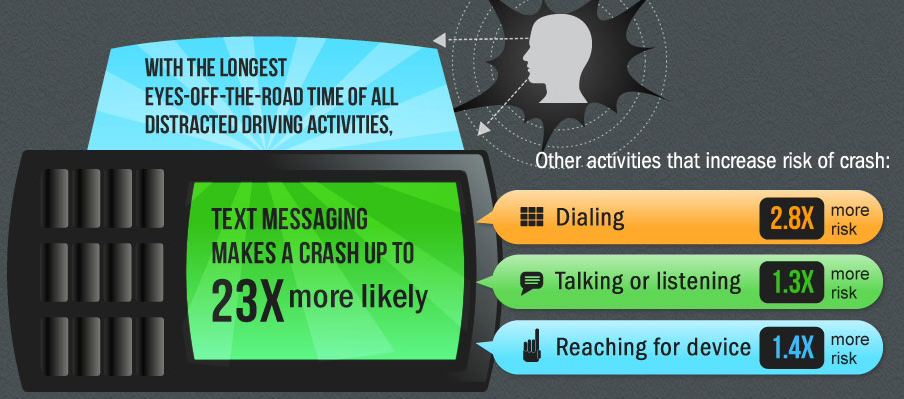 WITH THE LONGEST
EYES-OFF-THE-ROAD TIME OF ALL
DISTRACTED DRIVING ACTIVITIES,
TEXT MESSAGING
MAKES A CRASH UP TO
23X more likely
Other activities that increase risk of crash:
Dialing 2.8X more risk
Talking or listening 1.3X more risk
Reaching for device 1.4X more risk